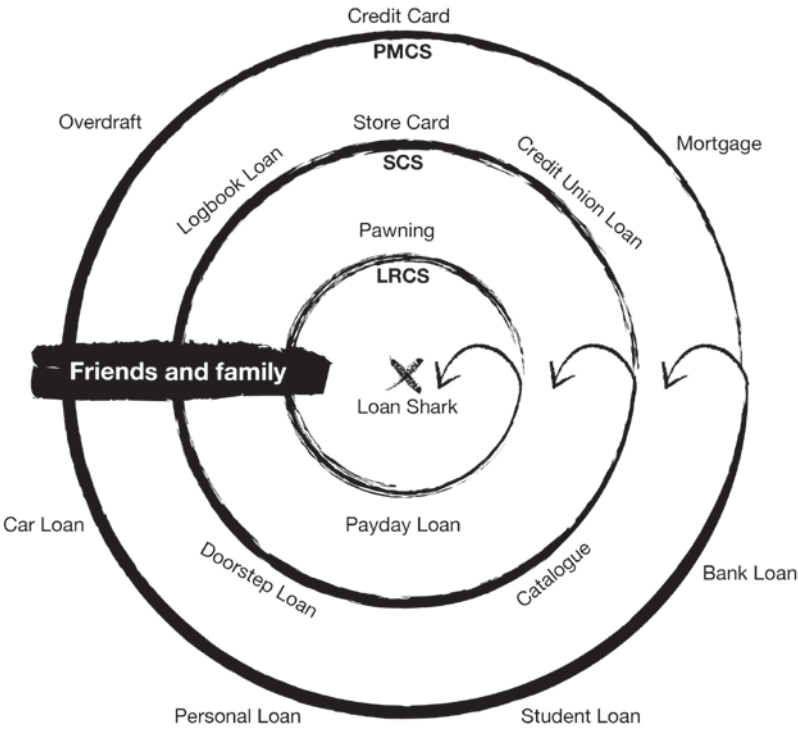 Credit Card
PMCS
Overdraft
Mortgage
Store Card
SCS
Logbook Loan
Credit Union Loan
Pawning
LRCS
Friends and family
Loan Shark
Car Loan
Payday Loan
Doorstep Loan
Catalogue
Bank Loan
Personal Loan
Student Loan